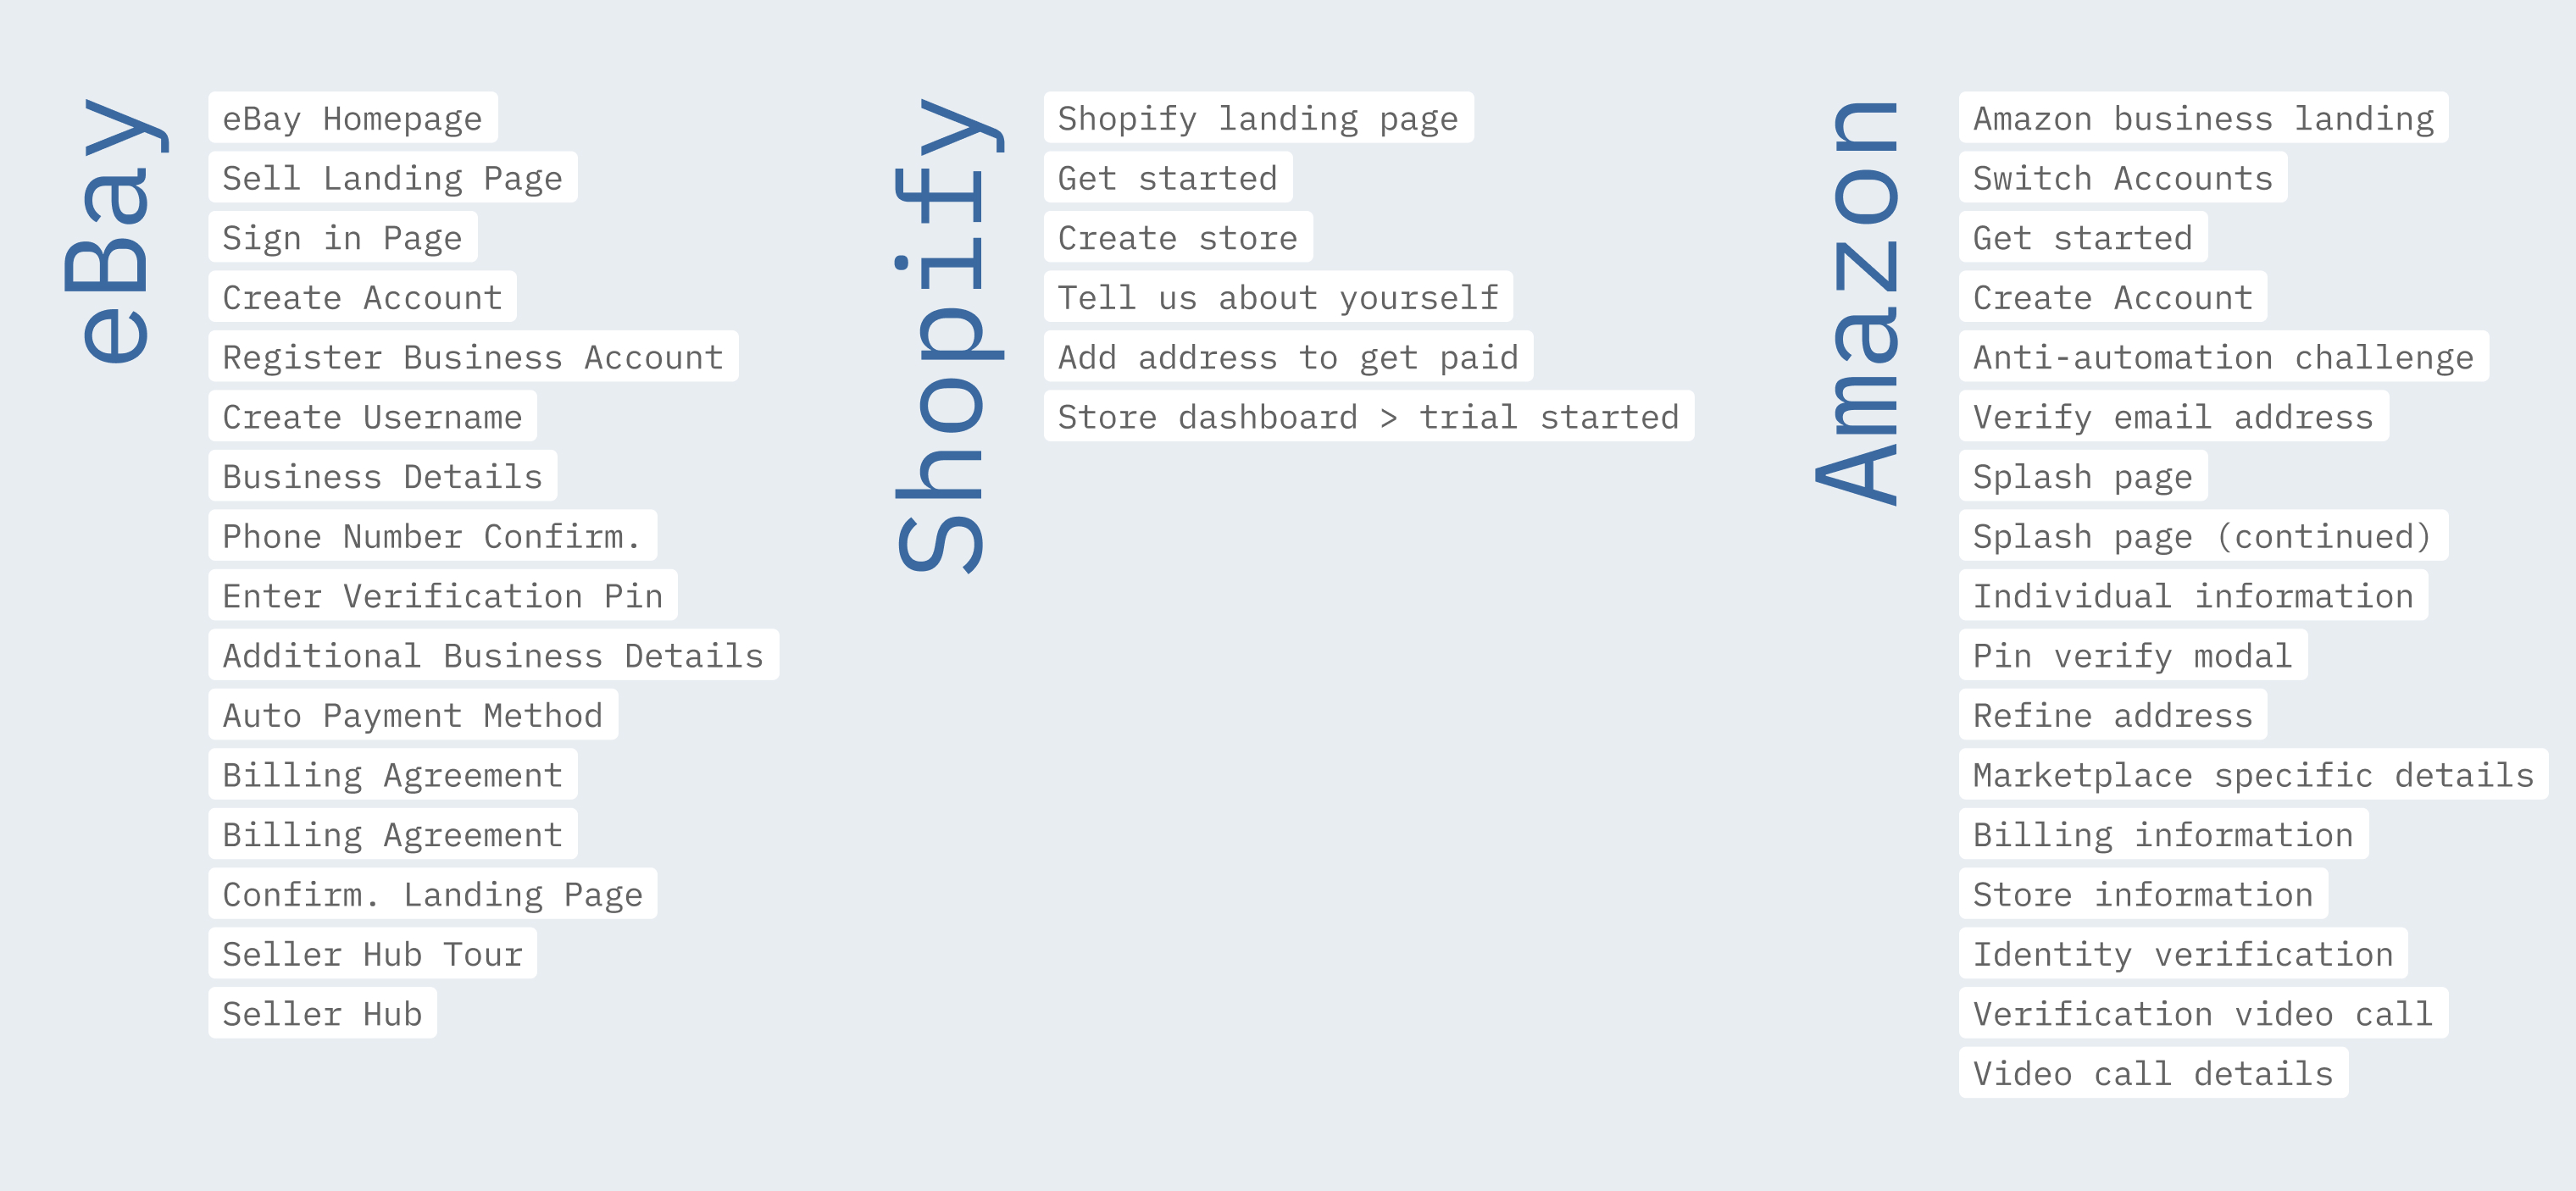 eBay
eBay Homepage
Sell Landing Page
Sign in Page
Create Account
Register Business Account
Create Username
Business Details
Phone Number Confirm.
Enter Verification Pin
Additional Business Details
Auto Payment Method
Billing Agreement
Billing Agreement
Confirm. Landing Page
Seller Hub Tour
Seller Hub
Shopify
Shopify landing page
Get started
Create store
Tell us about yourself
Add address to get paid
Store dashboard > trial started
Amazon
Amazon business landing
Switch Accounts
Get started
Create Account
Anti-automation challenge
Verify email address
Splash page
Splash page (continued)
Individual information
Pin verify modal
Refine address
Marketplace specific details
Billing information
Store information
Identity verification
Verification video call
Video call details